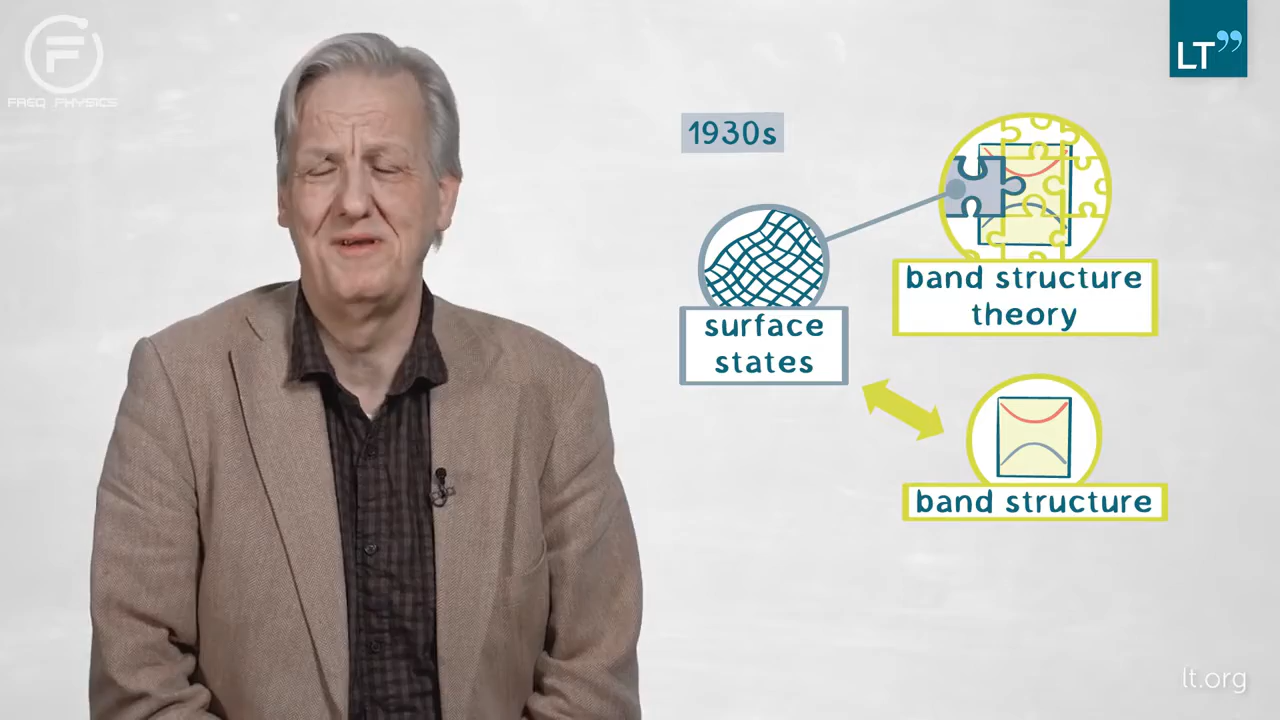 FREQ PHYSICS
LT”
1930s
band structure
theory
surface
states
band structure
lt.org